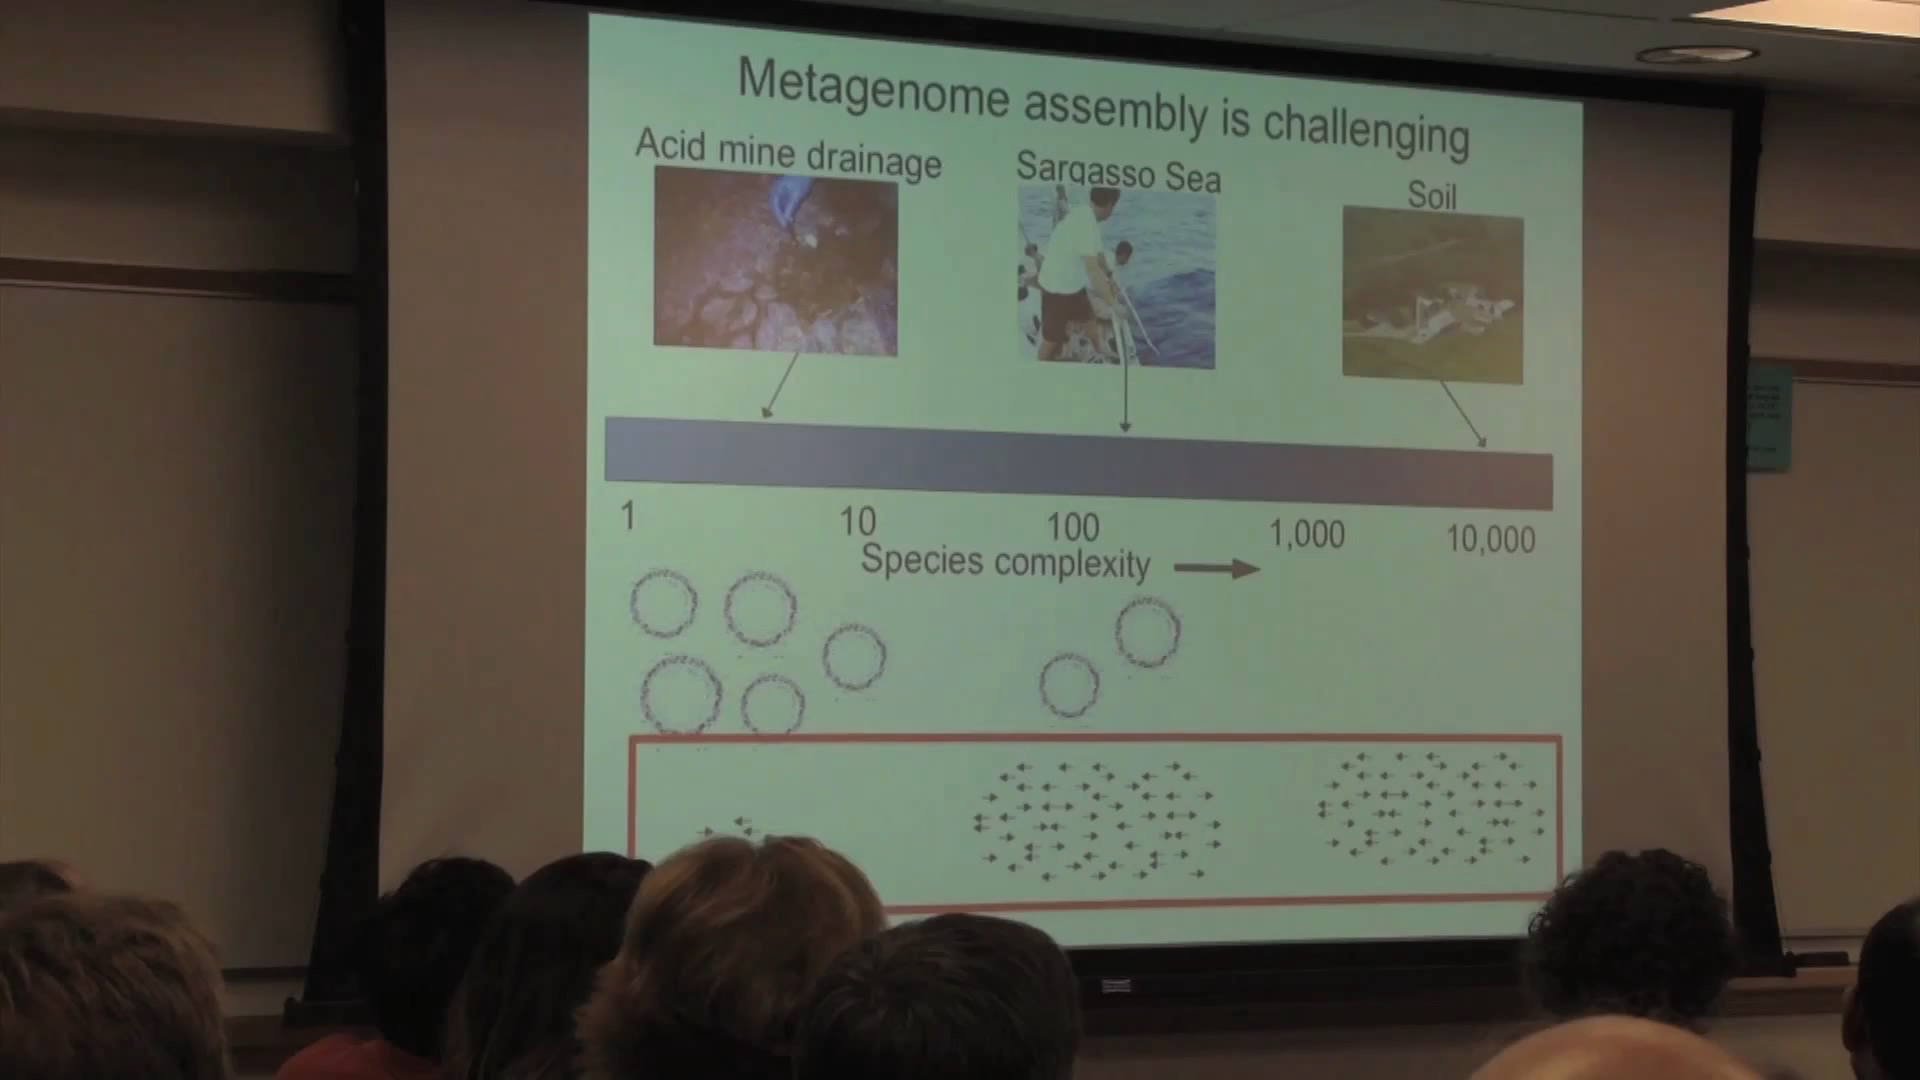 Metagenome assembly is challenging
Acid mine drainage
Sargasso Sea
Soil
1
10
100
1,000
10,000
Species complexity